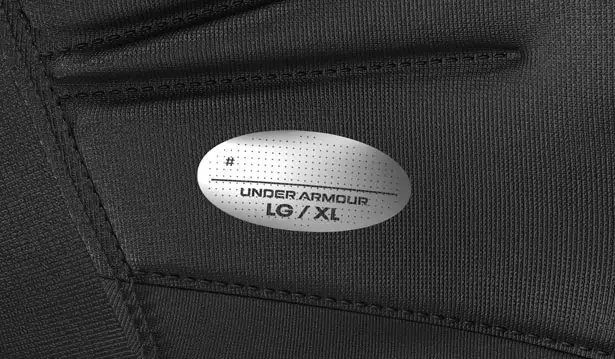 #
UNDER ARMOUR
LG / XL